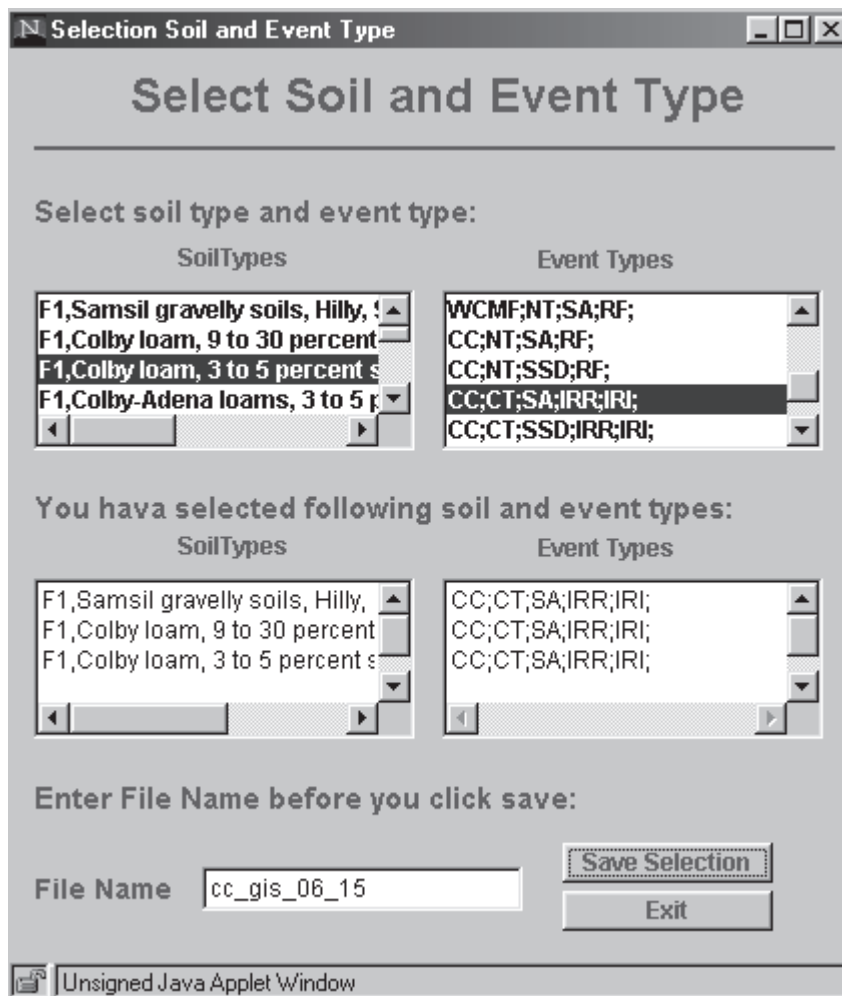 N Selection Soil and Event Type
Select Soil and Event Type
Select soil type and event type:
SoilTypes
Event Types
F1,Samsil gravelly soils, Hilly,
F1,Colby loam, 9 to 30 percent
F1,Colby loam, 3 to 5 percent s
F1,Colby-Adena loams, 3 to 5 p
WCMF;NT;SA;RF;
CC;NT;SA;RF;
CC;NT;SSD;RF;
CC;CT;SA;IRR;IRI;
CC;CT;SSD;IRR;IRI;
You hava selected following soil and event types:
SoilTypes
Event Types
F1,Samsil gravelly soils, Hilly,
F1,Colby loam, 9 to 30 percent
F1,Colby loam, 3 to 5 percent s
CC;CT;SA;IRR;IRI;
CC;CT;SA;IRR;IRI;
CC;CT;SA;IRR;IRI;
Enter File Name before you click save:
File Name
cc_gis_06_15
Save Selection
Exit
Unsigned Java Applet Window